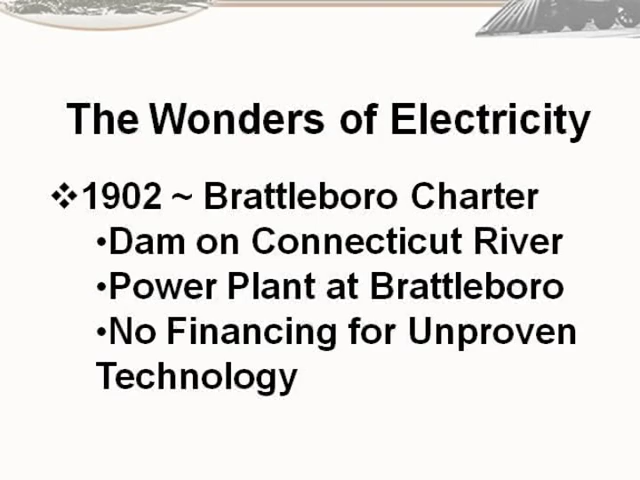 The Wonders of Electricity
❖1902 ~ Brattleboro Charter
•Dam on Connecticut River
•Power Plant at Brattleboro
•No Financing for Unproven
Technology